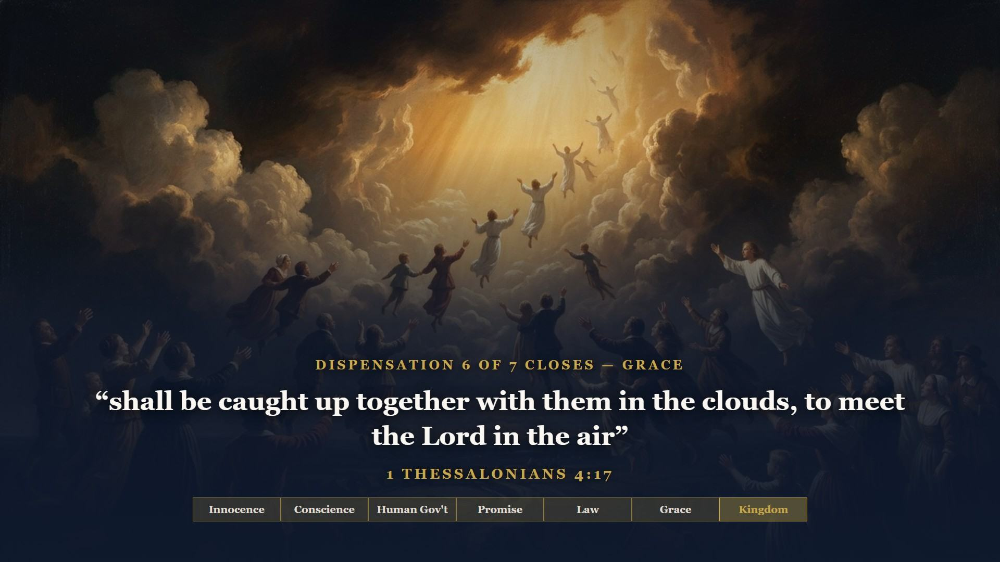 DISPENSATION 6 OF 7 CLOSES — GRACE
“shall be caught up together with them in the clouds, to meet
the Lord in the air”
1 THESSALONIANS 4:17
Innocence Conscience Human Gov't Promise Law Grace Kingdom